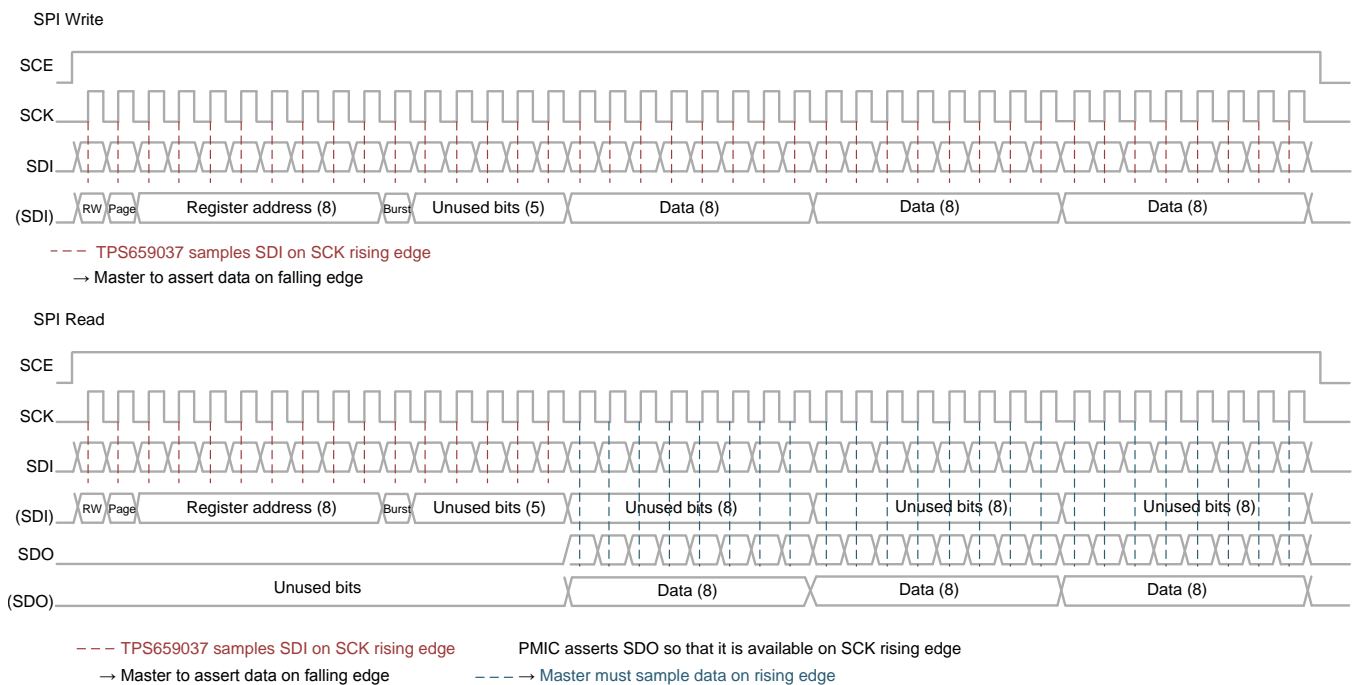 SPI Write
SCE
SCK
SDI
(SDI) RW Page Register address (8) Burst Unused bits (5) Data (8) Data (8) Data (8)
--- TPS659037 samples SDI on SCK rising edge
→ Master to assert data on falling edge
SPI Read
SCE
SCK
SDI
(SDI) RW Page Register address (8) Burst Unused bits (5) Unused bits (8) Unused bits (8) Unused bits (8)
SDO
(SDO) Unused bits Data (8) Data (8) Data (8)
--- TPS659037 samples SDI on SCK rising edge PMIC asserts SDO so that it is available on SCK rising edge
→ Master to assert data on falling edge ---→ Master must sample data on rising edge